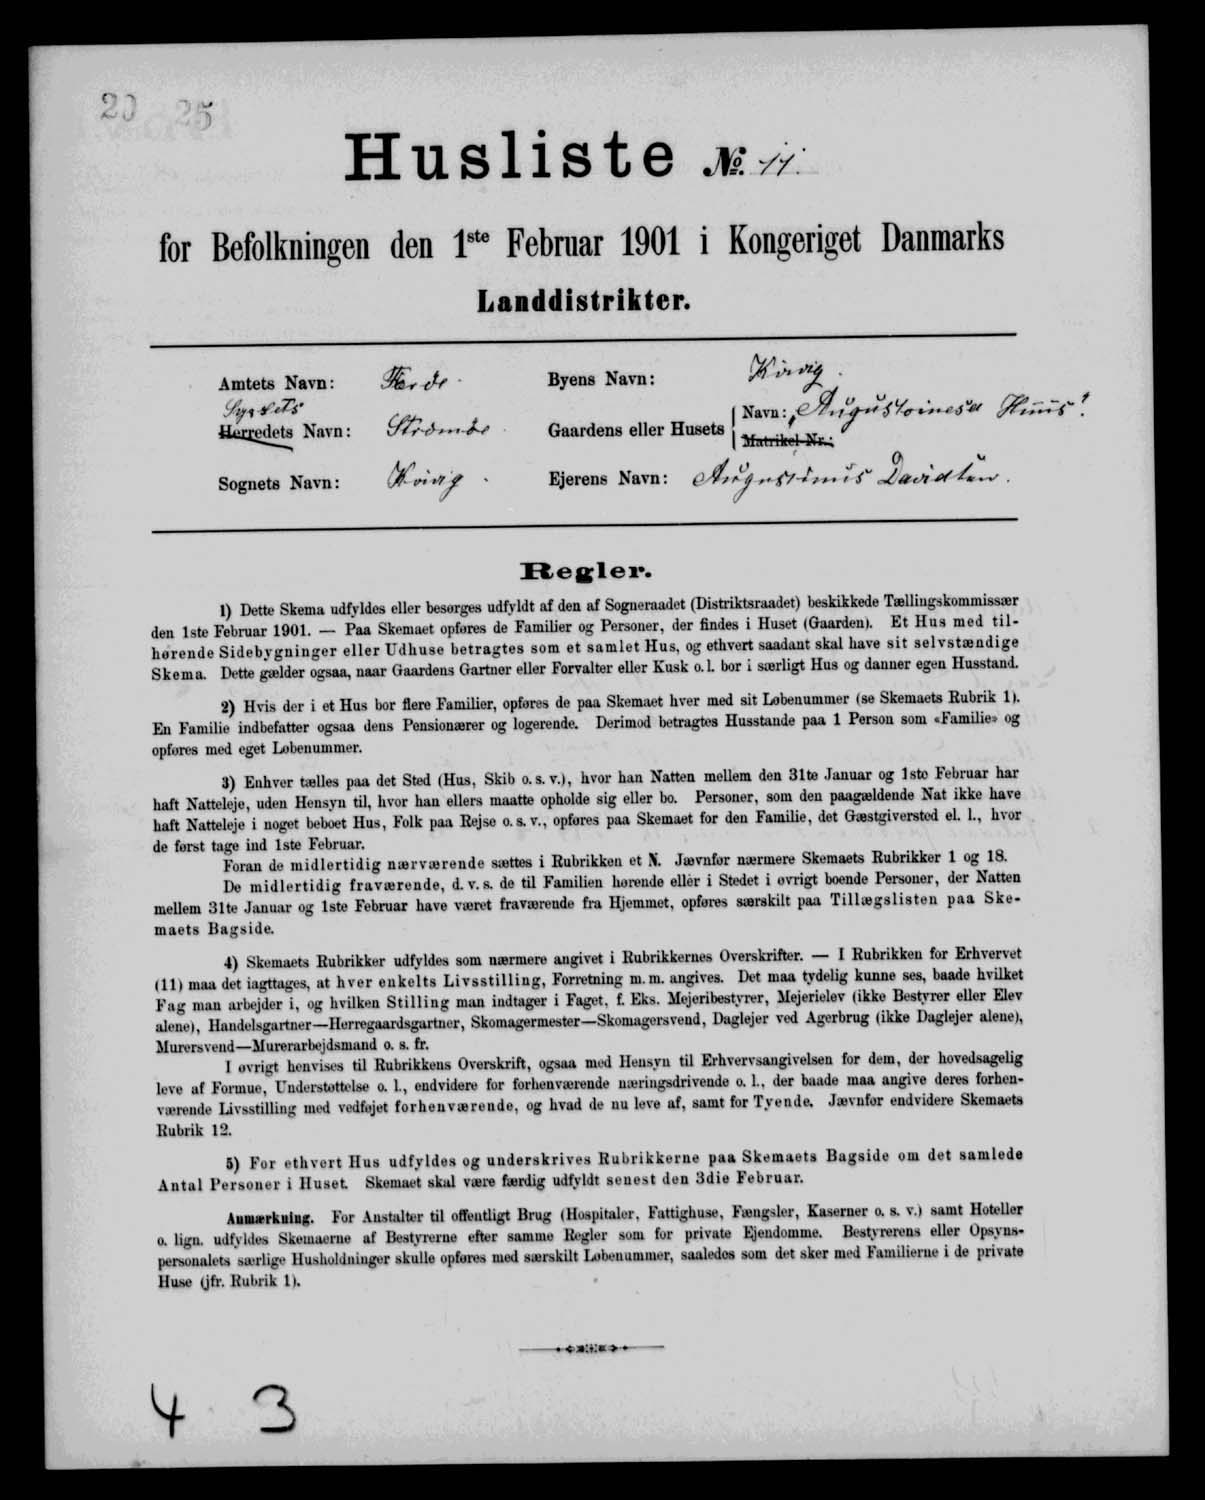 20 25
Husliste № 11.
for Befolkningen den 1ste Februar 1901 i Kongeriget Danmarks
Landdistrikter.
Amtets Navn: Færøe. Byens Navn: Kvivig.
Syssels
Herredets Navn: Strømøe. Gaardens eller Husets Navn: „Augustinesa Huus".
Matrikel-Nr.:
Sognets Navn: Kvivig. Ejerens Navn: Augustinus Davidsen.
Regler.
1) Dette Skema udfyldes eller besørges udfyldt af den af Sogneraadet (Distriktsraadet) beskikkede Tællingskommissær
den 1ste Februar 1901. — Paa Skemaet opføres de Familier og Personer, der findes i Huset (Gaarden). Et Hus med til-
hørende Sidebygninger eller Udhuse betragtes som et samlet Hus, og ethvert saadant skal have sit selvstændige
Skema. Dette gælder ogsaa, naar Gaardens Gartner eller Forvalter eller Kusk o.l. bor i særligt Hus og danner egen Husstand.
2) Hvis der i et Hus bor flere Familier, opføres de paa Skemaet hver med sit Løbenummer (se Skemaets Rubrik 1).
En Familie indbefatter ogsaa dens Pensionærer og logerende. Derimod betragtes Husstande paa 1 Person som «Familie» og
opføres med eget Løbenummer.
3) Enhver tælles paa det Sted (Hus, Skib o. s. v.), hvor han Natten mellem den 31te Januar og 1ste Februar har
haft Natteleje, uden Hensyn til, hvor han ellers maatte opholde sig eller bo. Personer, som den paagældende Nat ikke have
haft Natteleje i noget beboet Hus, Folk paa Rejse o. s. v., opføres paa Skemaet for den Familie, det Gæstgiversted el. l., hvor
de først tage ind 1ste Februar.
Foran de midlertidig nærværende sættes i Rubrikken et N. Jævnfør nærmere Skemaets Rubrikker 1 og 18.
De midlertidig fraværende, d. v. s. de til Familien hørende eller i Stedet i øvrigt boende Personer, der Natten
mellem 31te Januar og 1ste Februar have været fraværende fra Hjemmet, opføres særskilt paa Tillægslisten paa Ske-
maets Bagside.
4) Skemaets Rubrikker udfyldes som nærmere angivet i Rubrikkernes Overskrifter. — I Rubrikken for Erhvervet
(11) maa det iagttages, at hver enkelts Livsstilling, Forretning m. m. angives. Det maa tydelig kunne ses, baade hvilket
Fag man arbejder i, og hvilken Stilling man indtager i Faget, f. Eks. Mejeribestyrer, Mejerielev (ikke Bestyrer eller Elev
alene), Handelsgartner—Herregaardsgartner, Skomagermester—Skomagersvend, Daglejer ved Agerbrug (ikke Daglejer alene),
Murersvend—Murerarbejdsmand o. s. fr.
I øvrigt henvises til Rubrikkens Overskrift, ogsaa med Hensyn til Erhvervsangivelsen for dem, der hovedsagelig
leve af Formue, Understøttelse o. l., endvidere for forhenværende næringsdrivende o. l., der baade maa angive deres forhen-
værende Livsstilling med vedføjet forhenværende, og hvad de nu leve af, samt for Tyende. Jævnfør endvidere Skemaets
Rubrik 12.
5) For ethvert Hus udfyldes og underskrives Rubrikkerne paa Skemaets Bagside om det samlede
Antal Personer i Huset. Skemaet skal være færdig udfyldt senest den 3die Februar.
Anmærkning. For Anstalter til offentligt Brug (Hospitaler, Fattighuse, Fængsler, Kaserner o. s. v.) samt Hoteller
o. lign. udfyldes Skemaerne af Bestyrerne efter samme Regler som for private Ejendomme. Bestyrerens eller Opsyns-
personalets særlige Husholdninger skulle opføres med særskilt Løbenummer, saaledes som det sker med Familierne i de private
Huse (jfr. Rubrik 1).
4 3